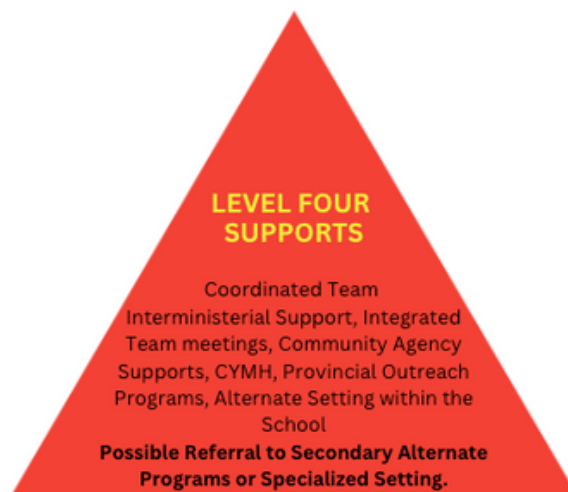 LEVEL FOUR
SUPPORTS
Coordinated Team
Interministerial Support, Integrated
Team meetings, Community Agency
Supports, CYMH, Provincial Outreach
Programs, Alternate Setting within the
School
Possible Referral to Secondary Alternate
Programs or Specialized Setting.